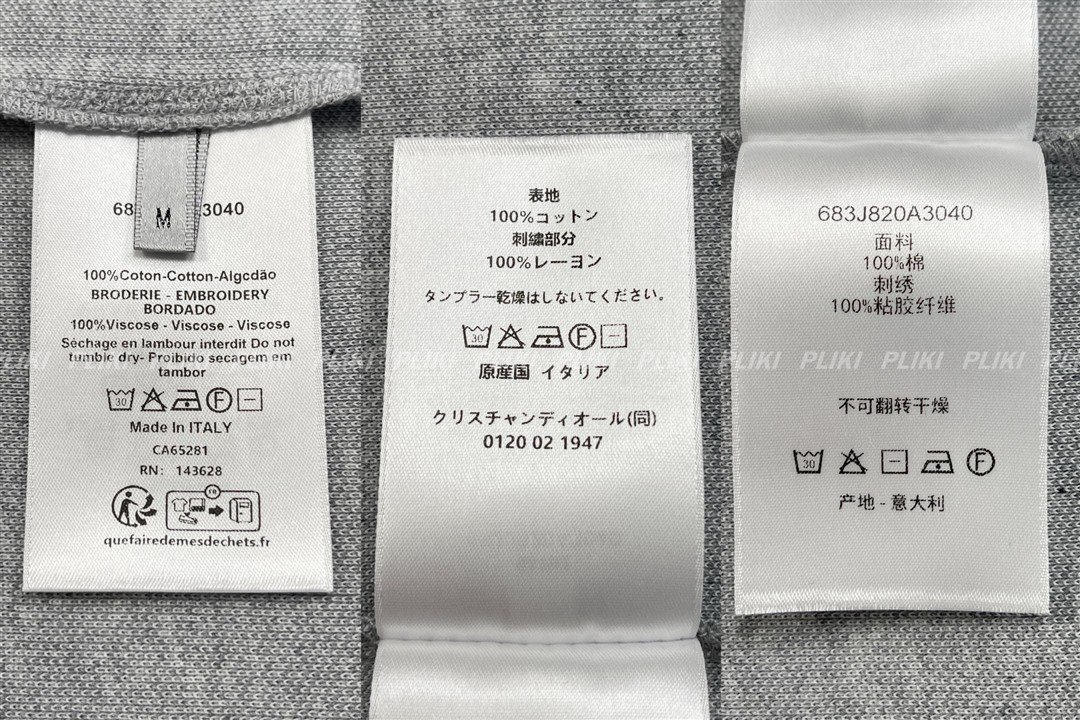 68
3040
M
100%Coton-Cotton-Algcdão
BRODERIE - EMBROIDERY
BORDADO
100%Viscose - Viscose - Viscose
Séchage en lambour interdit Do not
tumble dry- Proibido secagem em
tambor
30
Made In ITALY
CA65281
RN: 143628
FR
quefairedemesdechets.fr
表地
100%コットン
刺繍部分
100%レーヨン
タンブラー乾燥はしないてください。
30 F
原産国 イタリア
クリスチャンディオール(同)
0120 02 1947
683J820A3040
面料
100%棉
刺绣
100%粘胶纤维
不可翻转干燥
30 F
产地 - 意大利
PLIKI PLIKI PLIKI PLIKI PLIKI PLIKI PLIKI